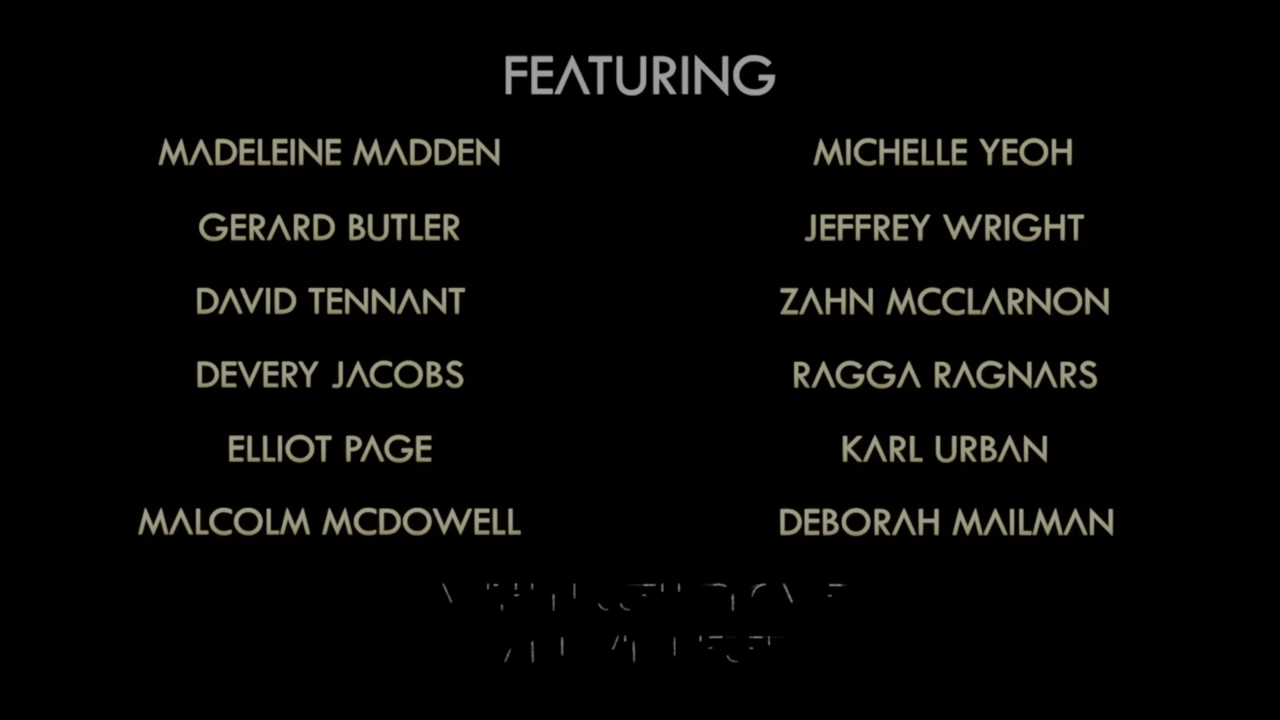 FEATURING
MADELEINE MADDEN MICHELLE YEOH
GERARD BUTLER JEFFREY WRIGHT
DAVID TENNANT ZAHN MCCLARNON
DEVERY JACOBS RAGGA RAGNARS
ELLIOT PAGE KARL URBAN
MALCOLM MCDOWELL DEBORAH MAILMAN